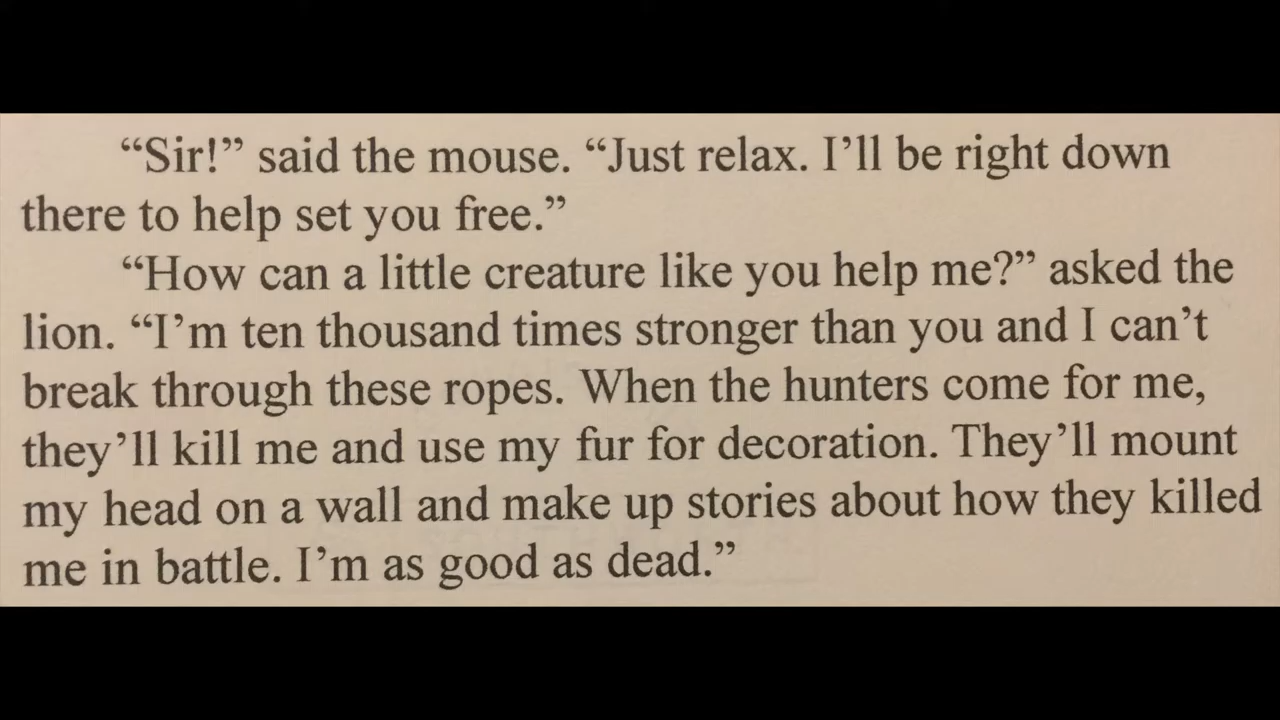 “Sir!” said the mouse. “Just relax. I’ll be right down
there to help set you free.”
“How can a little creature like you help me?” asked the
lion. “I’m ten thousand times stronger than you and I can’t
break through these ropes. When the hunters come for me,
they’ll kill me and use my fur for decoration. They’ll mount
my head on a wall and make up stories about how they killed
me in battle. I’m as good as dead.”